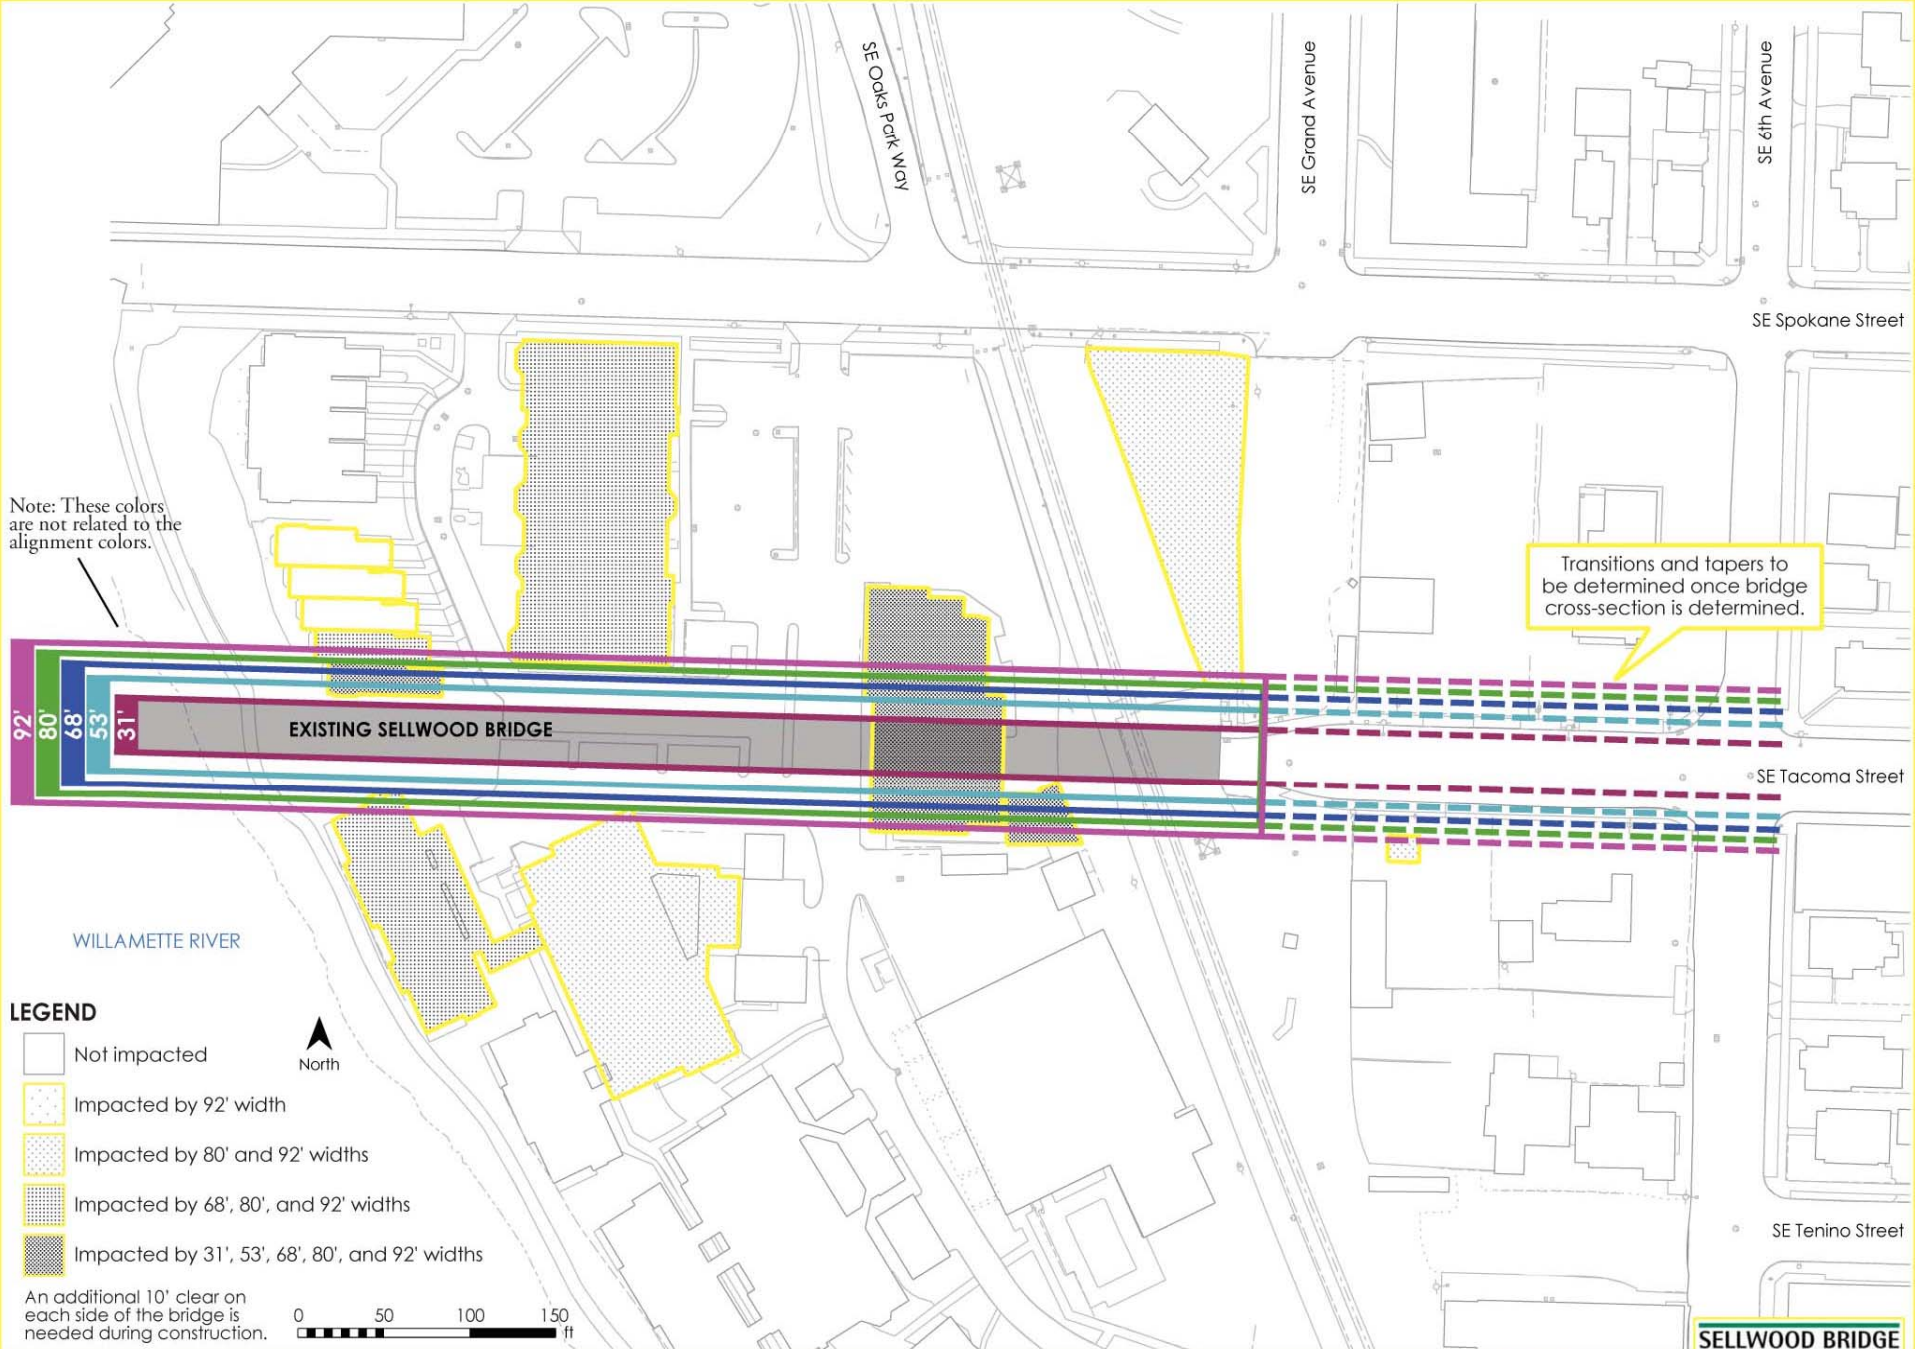 SE Oaks Park Way
SE Grand Avenue
SE 6th Avenue
SE Spokane Street
Note: These colors
are not related to the
alignment colors.
Transitions and tapers to
be determined once bridge
cross-section is determined.
92'
80'
68'
53'
31'
EXISTING SELLWOOD BRIDGE
SE Tacoma Street
WILLAMETTE RIVER
LEGEND
Not impacted
Impacted by 92' width
Impacted by 80' and 92' widths
Impacted by 68', 80', and 92' widths
Impacted by 31', 53', 68', 80', and 92' widths
North
An additional 10' clear on
each side of the bridge is
needed during construction.
0 50 100 150
ft
SE Tenino Street
SELLWOOD BRIDGE